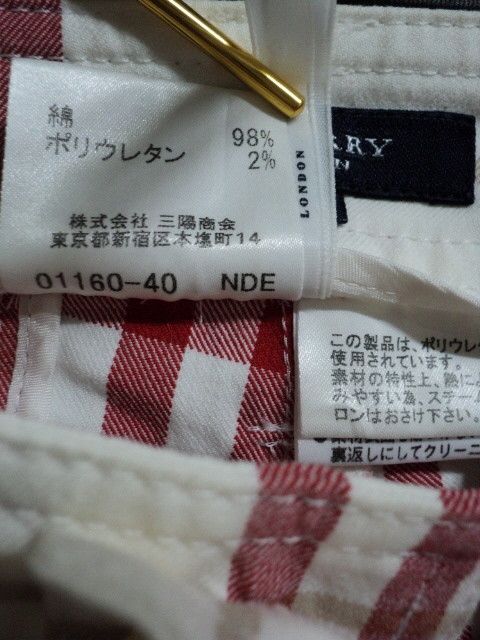 綿 98%
ポリウレタン 2%
株式会社 三陽商会
東京都新宿区本塩町14
01160-40 NDE
LONDON
RRY
N
この製品は、ポリウレ
使用されています。
素材の特性上、熱に
みやすい為、スチーム
ロンはおさけ下さい。
裏返しにしてクリーニ